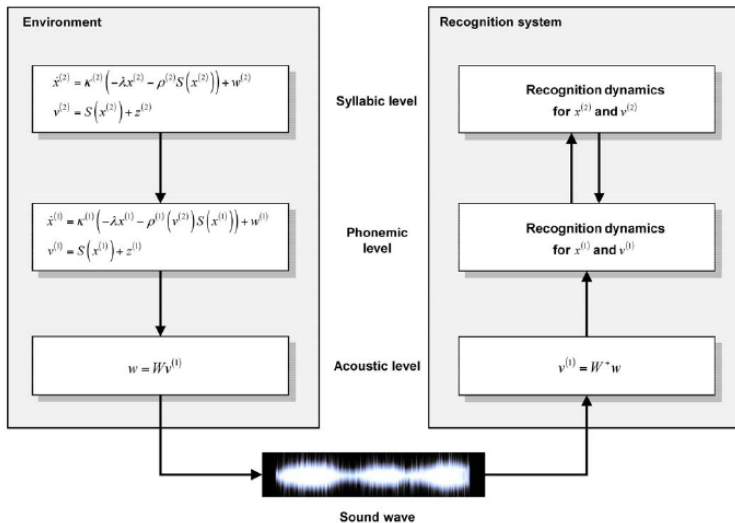 Environment
ẋ⁽²⁾ = κ⁽²⁾(−λx⁽²⁾ − ρ⁽²⁾S(x⁽²⁾)) + w⁽²⁾
v⁽²⁾ = S(x⁽²⁾) + z⁽²⁾
ẋ⁽¹⁾ = κ⁽¹⁾(−λx⁽¹⁾ − ρ⁽¹⁾(v⁽²⁾)S(x⁽¹⁾)) + w⁽¹⁾
v⁽¹⁾ = S(x⁽¹⁾) + z⁽¹⁾
w = Wv⁽¹⁾
Syllabic level
Phonemic
level
Acoustic level
Recognition system
Recognition dynamics
for x⁽²⁾ and v⁽²⁾
Recognition dynamics
for x⁽¹⁾ and v⁽¹⁾
v⁽¹⁾ = W⁺w
Sound wave